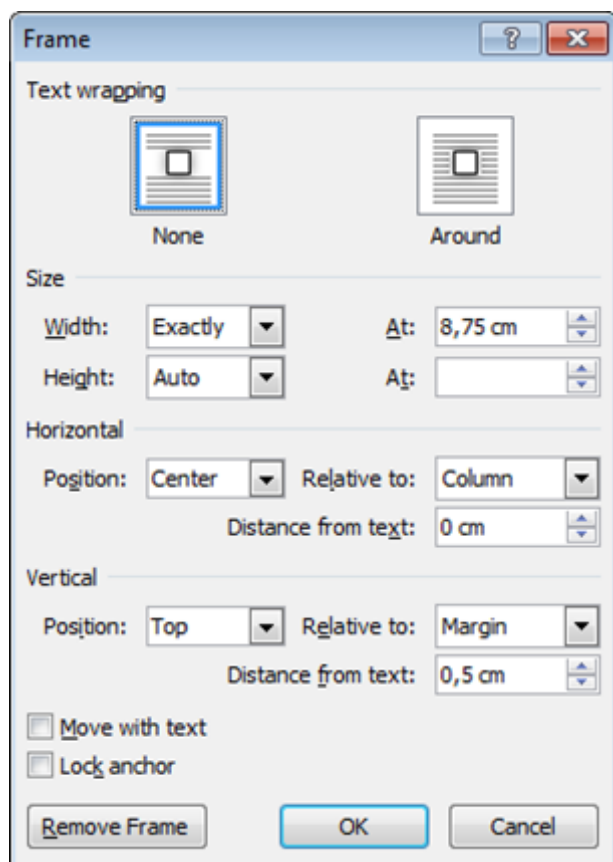 Frame
Text wrapping
None Around
Size
Width: Exactly At: 8,75 cm
Height: Auto At:
Horizontal
Position: Center Relative to: Column
Distance from text: 0 cm
Vertical
Position: Top Relative to: Margin
Distance from text: 0,5 cm
Move with text
Lock anchor
Remove Frame OK Cancel